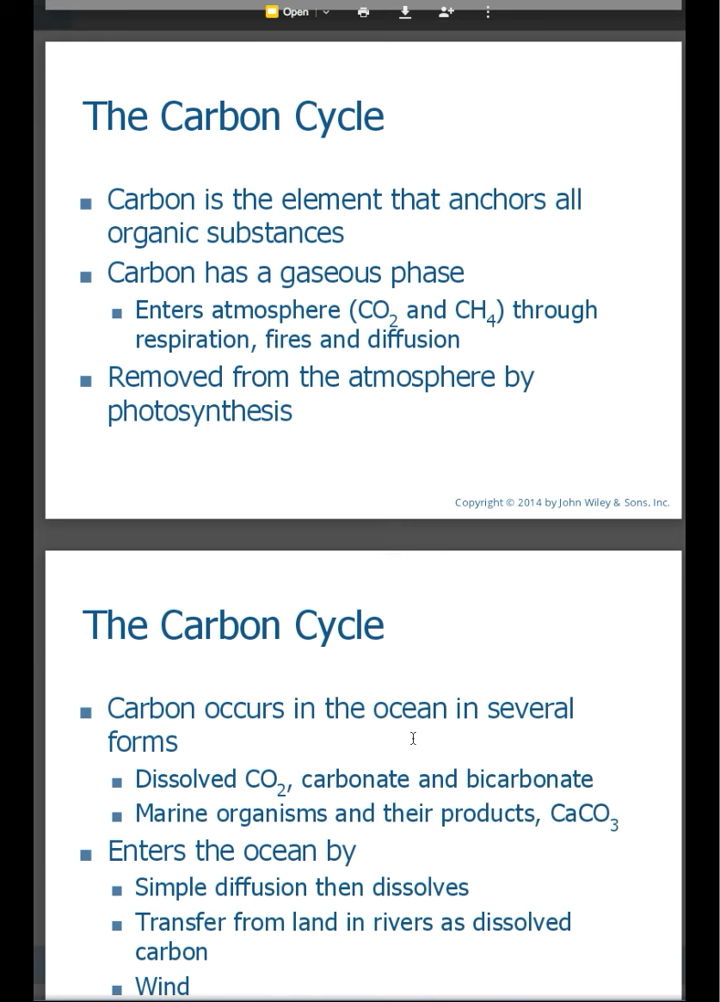 Open
The Carbon Cycle
■ Carbon is the element that anchors all
organic substances
■ Carbon has a gaseous phase
■ Enters atmosphere (CO₂ and CH₄) through
respiration, fires and diffusion
■ Removed from the atmosphere by
photosynthesis
Copyright © 2014 by John Wiley & Sons, Inc.
The Carbon Cycle
■ Carbon occurs in the ocean in several
forms
■ Dissolved CO₂, carbonate and bicarbonate
■ Marine organisms and their products, CaCO₃
■ Enters the ocean by
■ Simple diffusion then dissolves
■ Transfer from land in rivers as dissolved
carbon
■ Wind